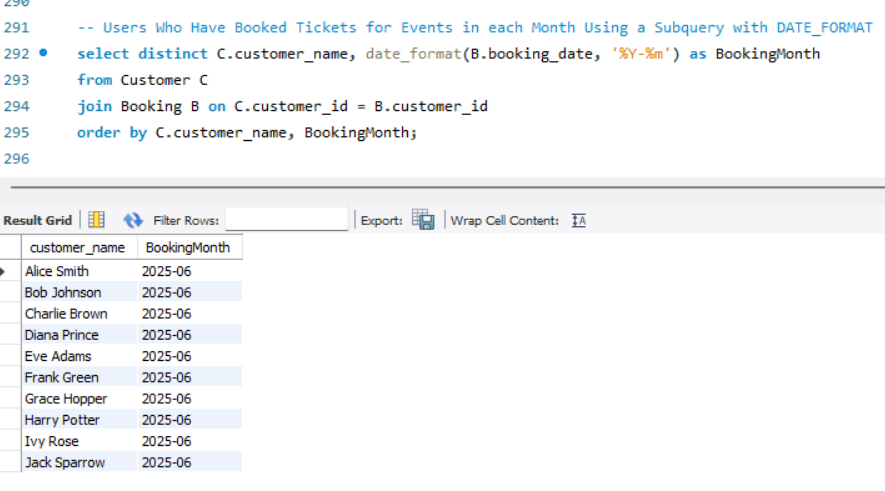 290
291 -- Users Who Have Booked Tickets for Events in each Month Using a Subquery with DATE_FORMAT
292 select distinct C.customer_name, date_format(B.booking_date, '%Y-%m') as BookingMonth
293 from Customer C
294 join Booking B on C.customer_id = B.customer_id
295 order by C.customer_name, BookingMonth;
296
Result Grid Filter Rows: Export: Wrap Cell Content:
customer_name BookingMonth
Alice Smith 2025-06
Bob Johnson 2025-06
Charlie Brown 2025-06
Diana Prince 2025-06
Eve Adams 2025-06
Frank Green 2025-06
Grace Hopper 2025-06
Harry Potter 2025-06
Ivy Rose 2025-06
Jack Sparrow 2025-06